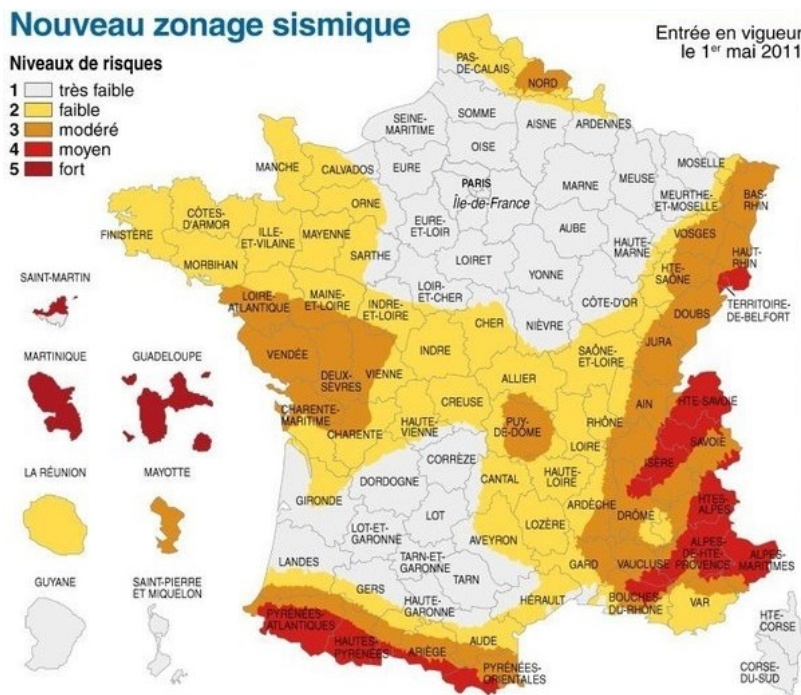 Nouveau zonage sismique
Entrée en vigueur
le 1er mai 2011
Niveaux de risques
1 très faible
2 faible
3 modéré
4 moyen
5 fort
PAS-
DE-CALAIS
NORD
SOMME
SEINE-
MARITIME
AISNE
ARDENNES
OISE
MANCHE
CALVADOS
EURE
PARIS
Île-de-France
MARNE
MEUSE
MOSELLE
MEURTHE-
ET-MOSELLE
BAS-
RHIN
ORNE
FINISTÈRE
CÔTES-
D'ARMOR
ILLE-
ET-VILAINE
MAYENNE
EURE-
ET-LOIR
AUBE
HAUTE-
MARNE
VOSGES
HAUT-
RHIN
MORBIHAN
SARTHE
LOIRET
YONNE
HTE-
SAÔNE
LOIR-
ET-CHER
CÔTE-D'OR
TERRITOIRE-
DE-BELFORT
SAINT-MARTIN
LOIRE-
ATLANTIQUE
MAINE-
ET-LOIRE
INDRE-
ET-LOIRE
CHER
NIÈVRE
DOUBS
JURA
MARTINIQUE
GUADELOUPE
VENDÉE
DEUX-
SÈVRES
VIENNE
INDRE
ALLIER
SAÔNE-
ET-LOIRE
AIN
HTE-SAVOIE
CHARENTE-
MARITIME
CHARENTE
HAUTE-
VIENNE
CREUSE
PUY-
DE-DÔME
LOIRE
RHÔNE
SAVOIE
ISÈRE
LA RÉUNION
MAYOTTE
GIRONDE
DORDOGNE
CORRÈZE
CANTAL
HAUTE-
LOIRE
ARDÈCHE
DRÔME
HTES-
ALPES
LOT-ET-
GARONNE
LOT
AVEYRON
LOZÈRE
GARD
VAUCLUSE
ALPES-
DE-HTE-
PROVENCE
ALPES-
MARITIMES
GUYANE
SAINT-PIERRE
ET MIQUELON
LANDES
TARN-ET-
GARONNE
TARN
GERS
HAUTE-
GARONNE
HÉRAULT
BOUCHES-
DU-RHÔNE
VAR
PYRÉNÉES-
ATLANTIQUES
HAUTES-
PYRÉNÉES
ARIÈGE
AUDE
PYRÉNÉES-
ORIENTALES
HTE-
CORSE
CORSE-
DU-SUD